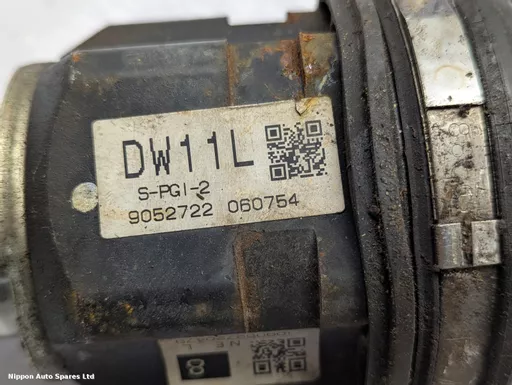 DW11L
S-PGI-2
9052722 060754
8
Nippon Auto Spares Ltd